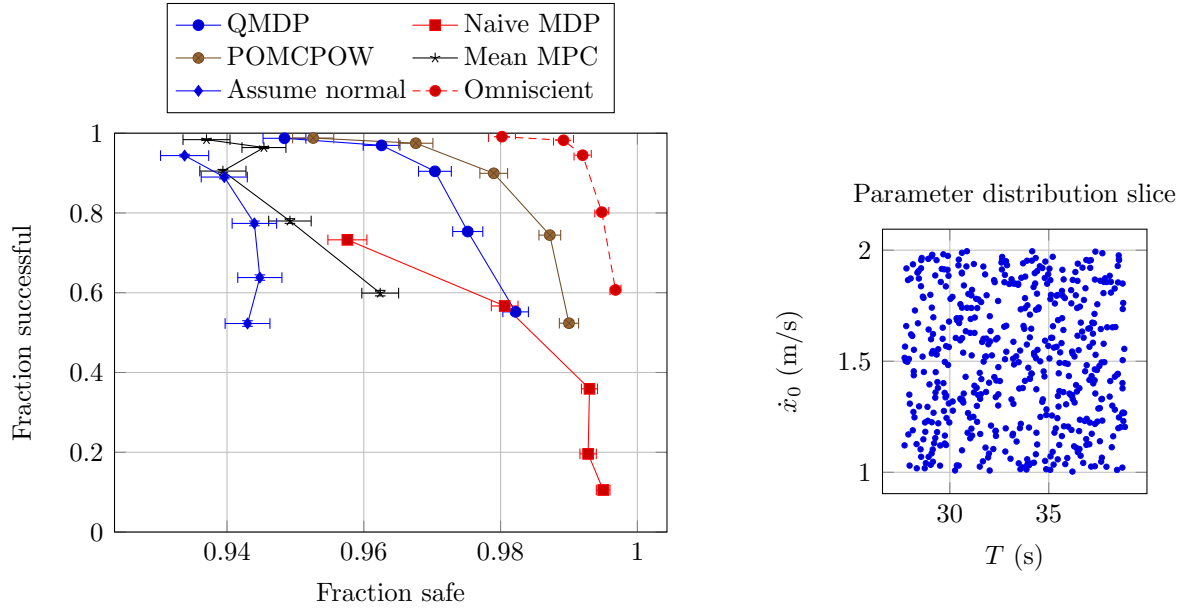 QMDP Naive MDP
POMCPOW Mean MPC
Assume normal Omniscient
1
0.8
0.6
0.4
0.2
0
Fraction successful
0.94 0.96 0.98 1
Fraction safe
Parameter distribution slice
2
1.5
1
ẋ0 (m/s)
30 35
T (s)